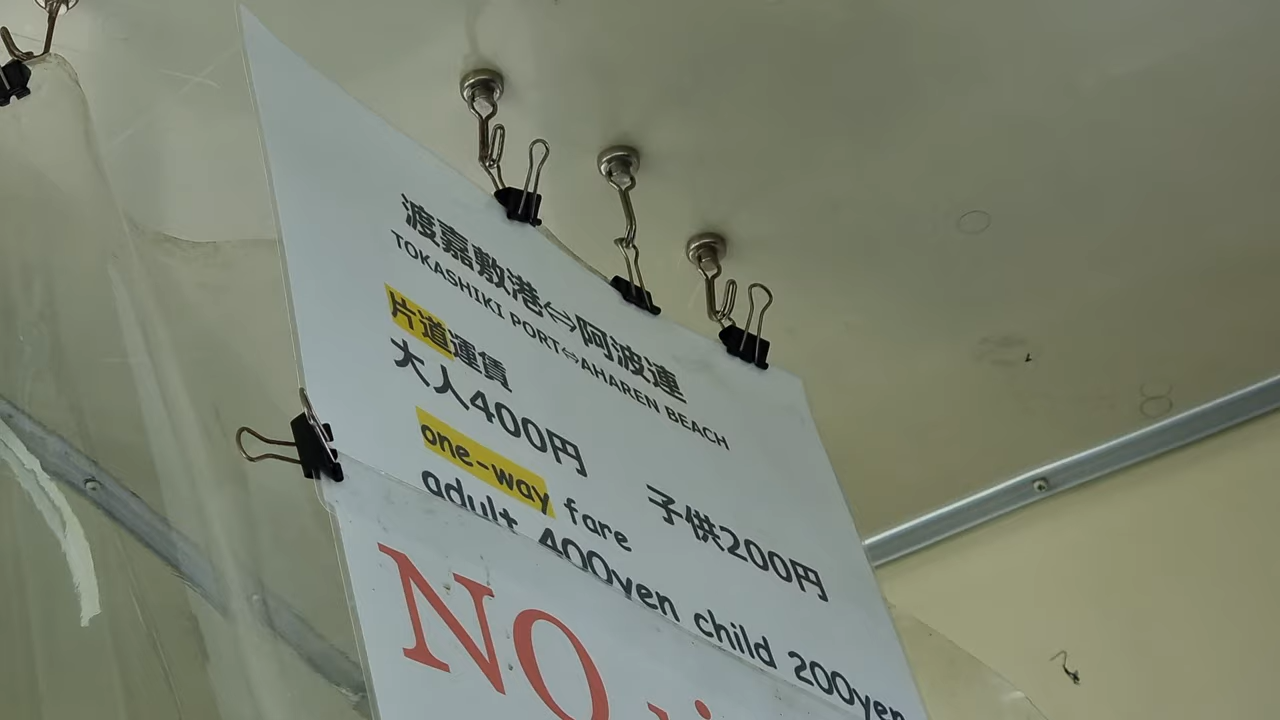 渡嘉敷港⇔阿波連
TOKASHIKI PORT⇔AHAREN BEACH
片道運賃
大人400円 子供200円
one-way fare
adult 400yen child 200yen
NO